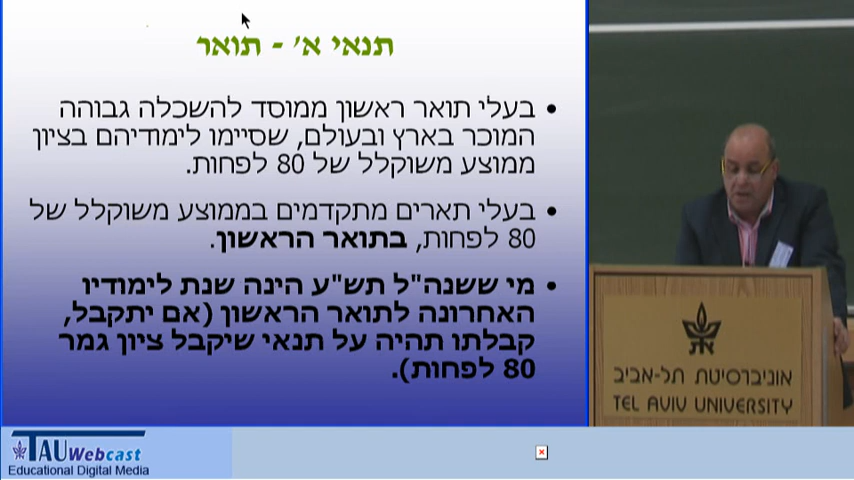 תנאי א' - תואר
• בעלי תואר ראשון ממוסד להשכלה גבוהה
המוכר בארץ ובעולם, שסיימו לימודיהם בציון
ממוצע משוקלל של 80 לפחות.
• בעלי תארים מתקדמים בממוצע משוקלל של
80 לפחות, בתואר הראשון.
• מי ששנה"ל תש"ע הינה שנת לימודיו
האחרונה לתואר הראשון (אם יתקבל,
קבלתו תהיה על תנאי שיקבל ציון גמר
80 לפחות).
אוניברסיטת תל-אביב
TEL AVIV UNIVERSITY
TAU Webcast
Educational Digital Media